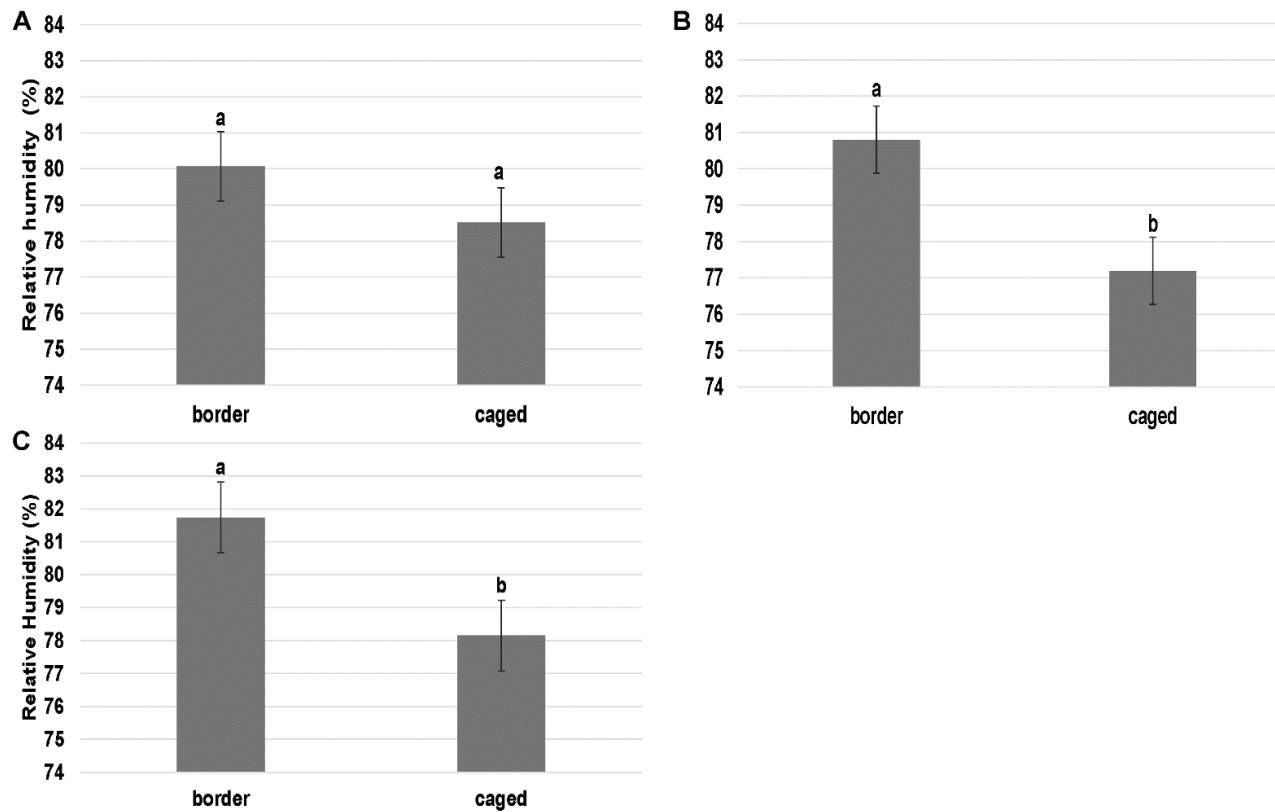 A
Relative humidity (%)
84
83
82
81
80
79
78
77
76
75
74
a
a
border
caged
B
84
83
82
81
80
79
78
77
76
75
74
a
b
border
caged
C
Relative Humidity (%)
84
83
82
81
80
79
78
77
76
75
74
a
b
border
caged